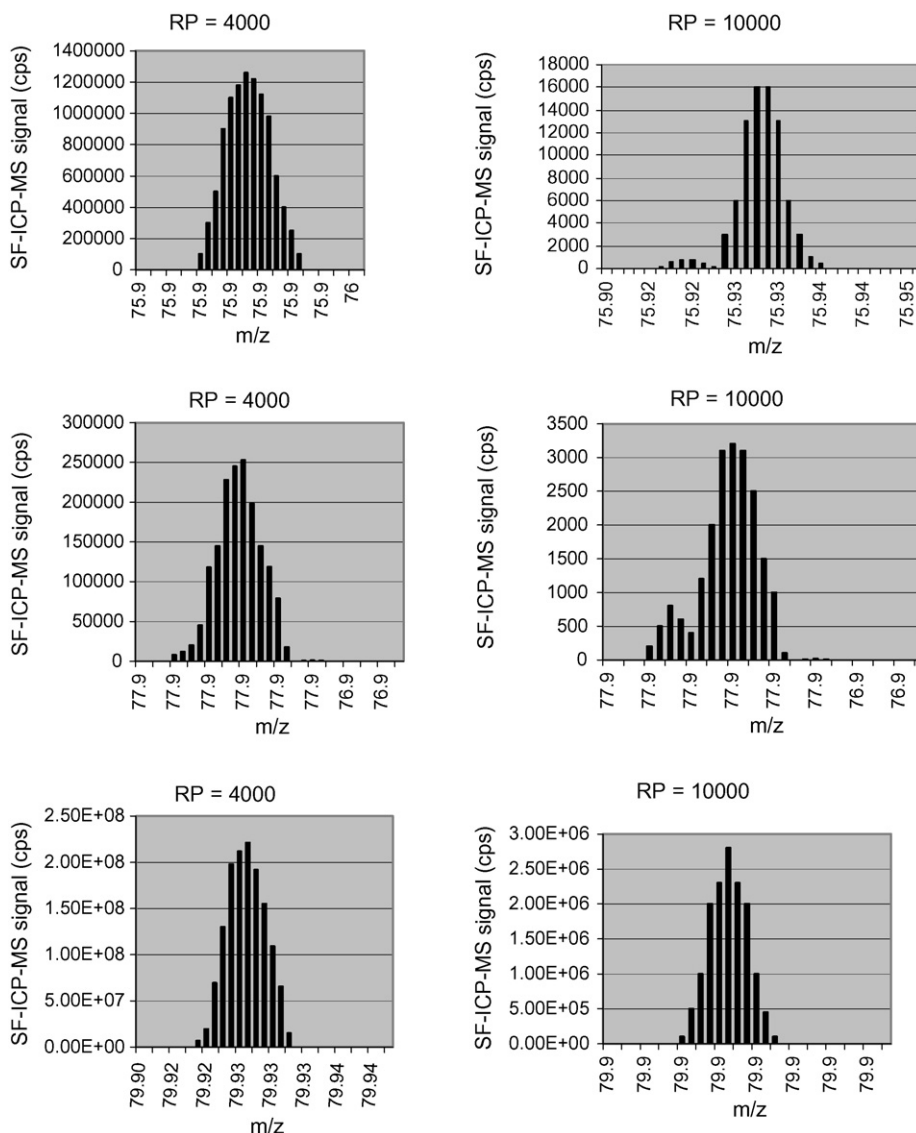 RP = 4000
SF-ICP-MS signal (cps)
1400000
1200000
1000000
800000
600000
400000
200000
0
75.9
75.9
75.9
75.9
75.9
75.9
75.9
76
m/z
RP = 10000
SF-ICP-MS signal (cps)
18000
16000
14000
12000
10000
8000
6000
4000
2000
0
75.90
75.92
75.92
75.93
75.93
75.94
75.94
75.95
m/z
RP = 4000
SF-ICP-MS signal (cps)
300000
250000
200000
150000
100000
50000
0
77.9
77.9
77.9
77.9
77.9
77.9
76.9
76.9
m/z
RP = 10000
SF-ICP-MS signal (cps)
3500
3000
2500
2000
1500
1000
500
0
77.9
77.9
77.9
77.9
77.9
77.9
76.9
76.9
m/z
RP = 4000
SF-ICP-MS signal (cps)
2.50E+08
2.00E+08
1.50E+08
1.00E+08
5.00E+07
0.00E+00
79.90
79.92
79.92
79.93
79.93
79.93
79.94
79.94
m/z
RP = 10000
SF-ICP-MS signal (cps)
3.00E+06
2.50E+06
2.00E+06
1.50E+06
1.00E+06
5.00E+05
0.00E+00
79.9
79.9
79.9
79.9
79.9
79.9
79.9
79.9
m/z